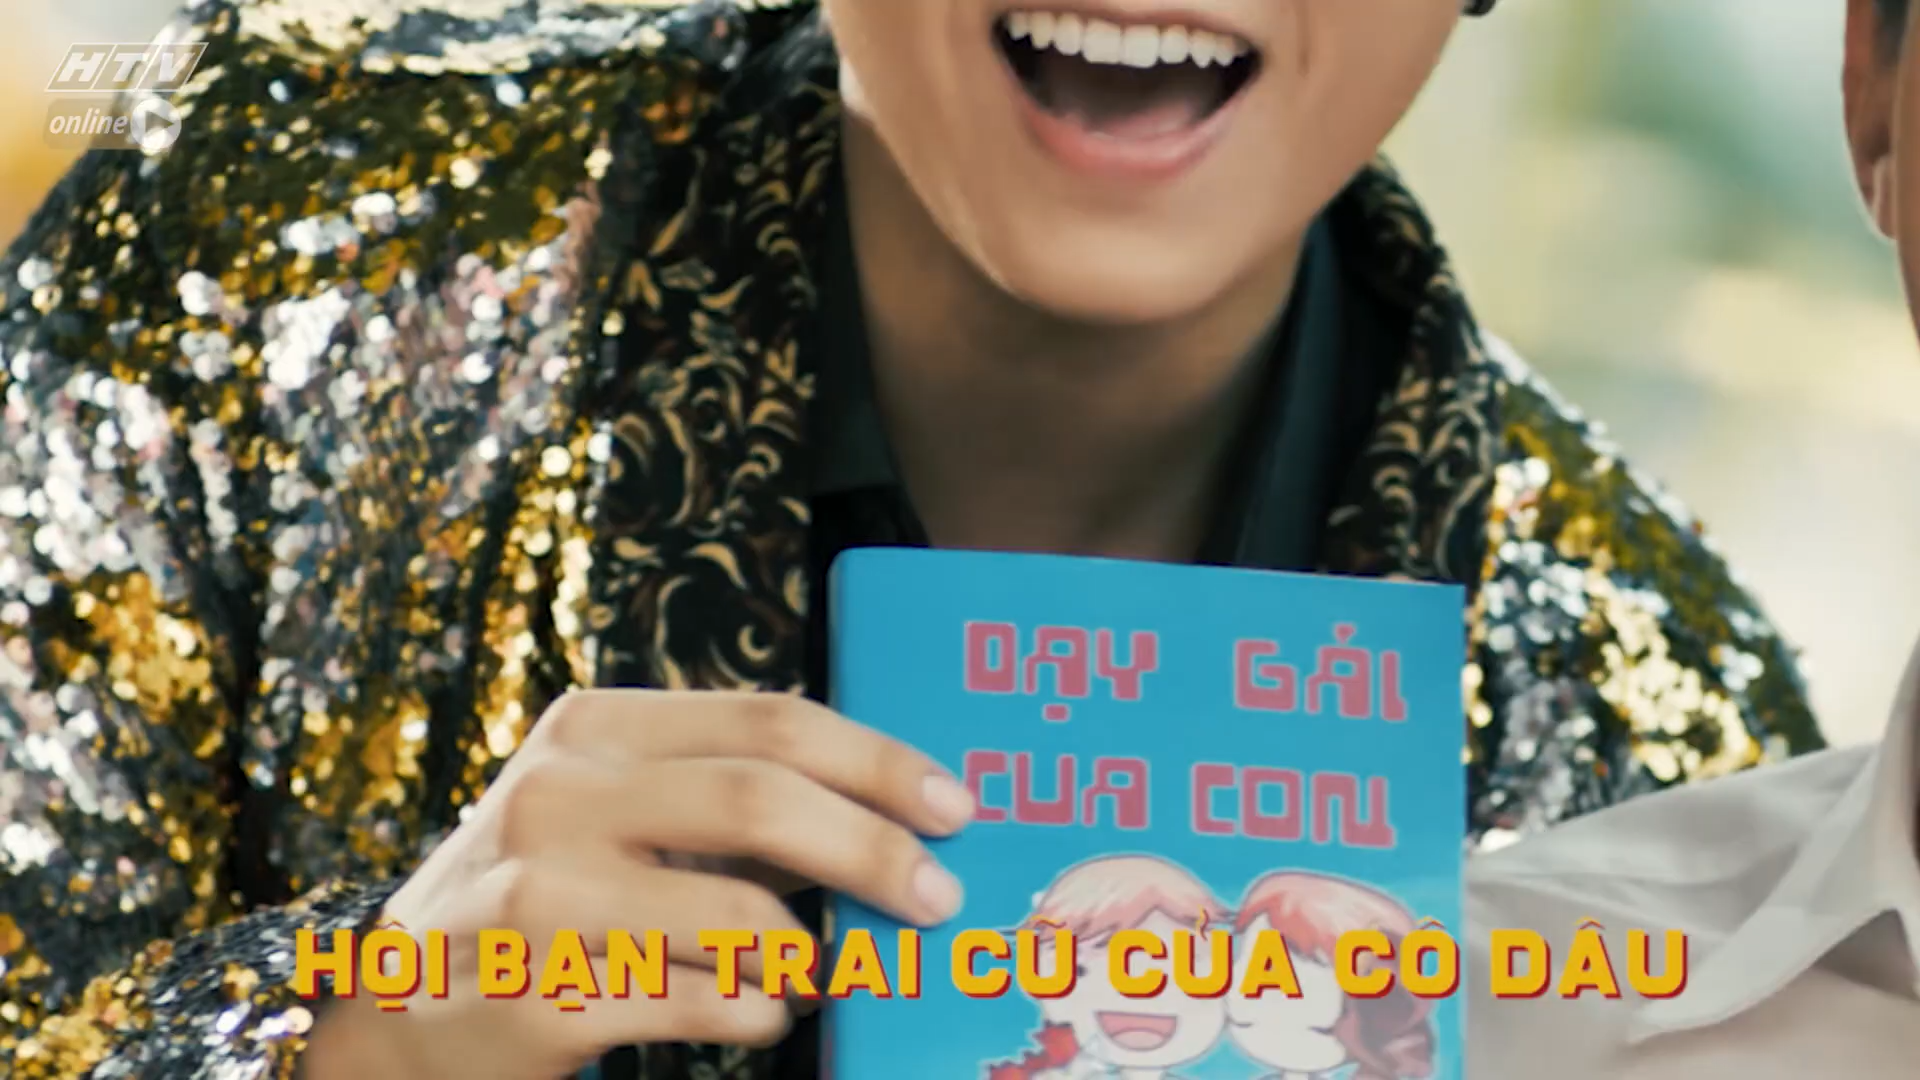 HTV
online
DẠY GÁI
CUA CON
HỘI BẠN TRAI CŨ CỦA CÔ DÂU